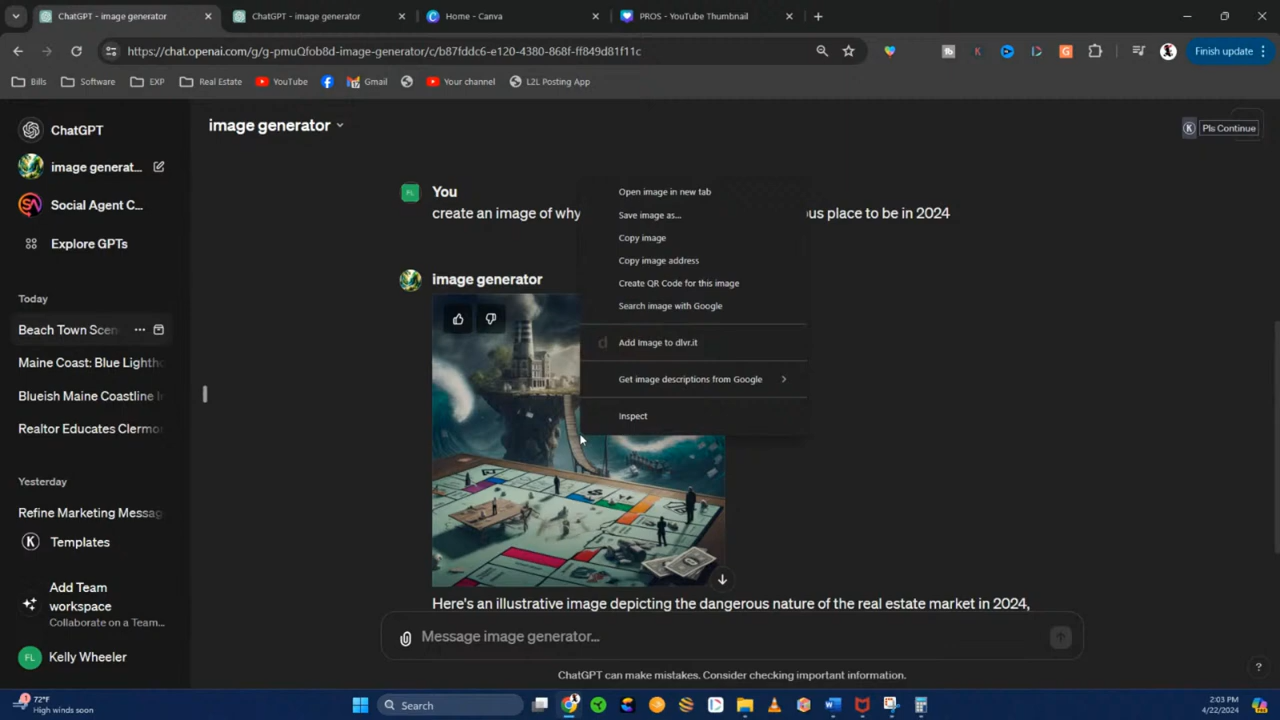 ChatGPT - image generator
ChatGPT - image generator
Home - Canva
PROS - YouTube Thumbnail
https://chat.openai.com/g/g-pmuQfob8d-image-generator/c/b87fddc6-e120-4380-868f-ff849d81f11c
Finish update
Bills
Software
EXP
Real Estate
YouTube
Gmail
Your channel
L2L Posting App
ChatGPT
image generat...
Social Agent C...
Explore GPTs
Today
Beach Town Scen
Maine Coast: Blue Lightho
Blueish Maine Coastline I
Realtor Educates Clermo
Yesterday
Refine Marketing Messag
Templates
Add Team
workspace
Collaborate on a Team...
FL
Kelly Wheeler
image generator
K
Pls Continue
FL
You
create an image of why
us place to be in 2024
image generator
Open image in new tab
Save image as...
Copy image
Copy image address
Create QR Code for this image
Search image with Google
Add Image to dlvr.it
Get image descriptions from Google
Inspect
Here's an illustrative image depicting the dangerous nature of the real estate market in 2024,
Message image generator...
ChatGPT can make mistakes. Consider checking important information.
?
1
72°F
High winds soon
Search
2:03 PM
4/22/2024